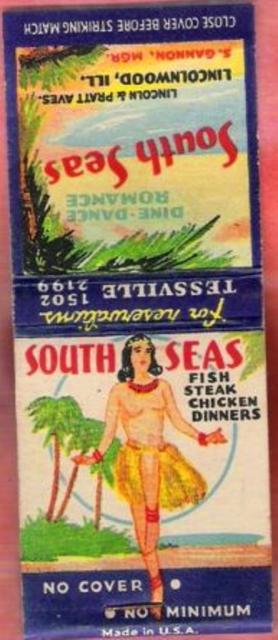 CLOSE COVER BEFORE STRIKING MATCH
S. GANNON, MGR.
LINCOLNWOOD, ILL.
LINCOLN & PRATT AVES.
South Seas
ROMANCE
DINE-DANCE
TESSVILLE 1502
2199
for reservations
SOUTH SEAS
FISH
STEAK
CHICKEN
DINNERS
NO COVER •
• NO MINIMUM
Made in U.S.A.